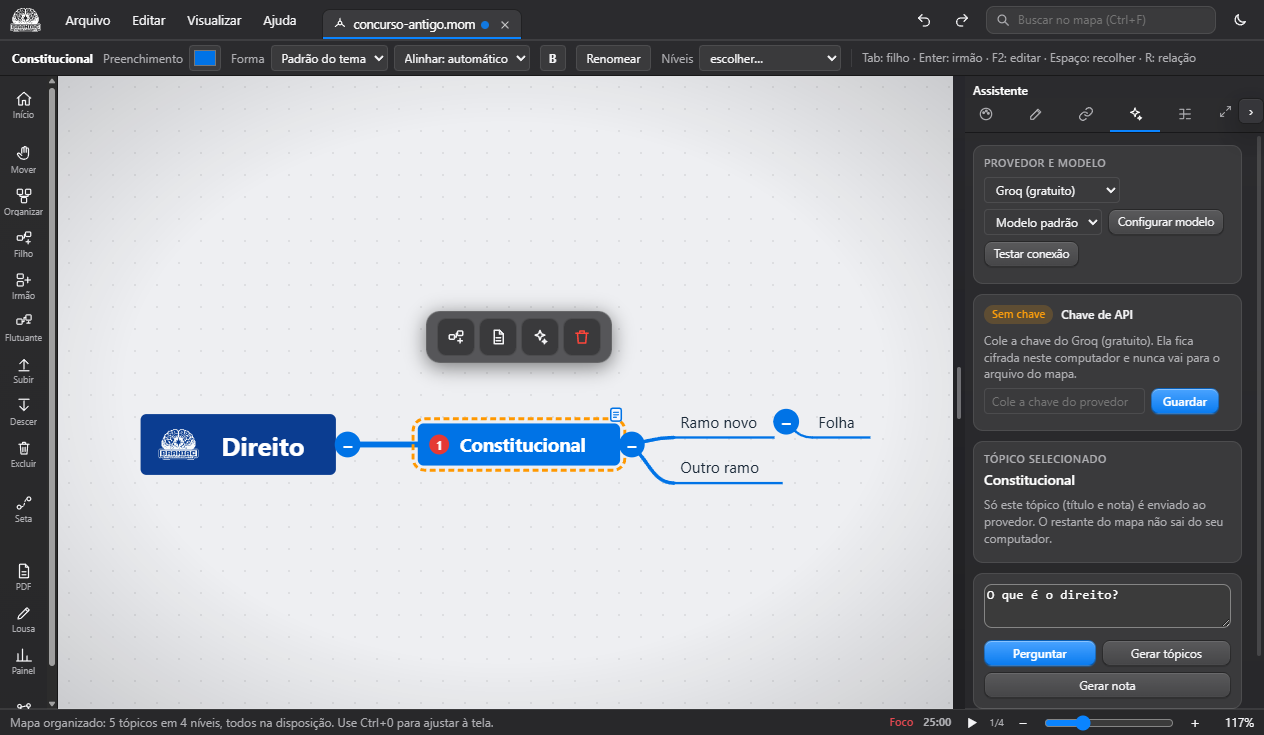 Arquivo Editar Visualizar Ajuda concurso-antigo.mom Buscar no mapa (Ctrl+F)
Constitucional Preenchimento Forma Padrão do tema Alinhar: automático B Renomear Níveis escolher... Tab: filho · Enter: irmão · F2: editar · Espaço: recolher · R: relação
Início
Mover
Organizar
Filho
Irmão
Flutuante
Subir
Descer
Excluir
Seta
PDF
Lousa
Painel
BRAHIAC
Direito
1 Constitucional
Ramo novo
Folha
Outro ramo
Assistente
PROVEDOR E MODELO
Groq (gratuito)
Modelo padrão Configurar modelo
Testar conexão
Sem chave Chave de API
Cole a chave do Groq (gratuito). Ela fica
cifrada neste computador e nunca vai para o
arquivo do mapa.
Cole a chave do provedor Guardar
TÓPICO SELECIONADO
Constitucional
Só este tópico (título e nota) é enviado ao
provedor. O restante do mapa não sai do seu
computador.
O que é o direito?
Perguntar Gerar tópicos
Gerar nota
Mapa organizado: 5 tópicos em 4 níveis, todos na disposição. Use Ctrl+0 para ajustar à tela. Foco 25:00 1/4 117%